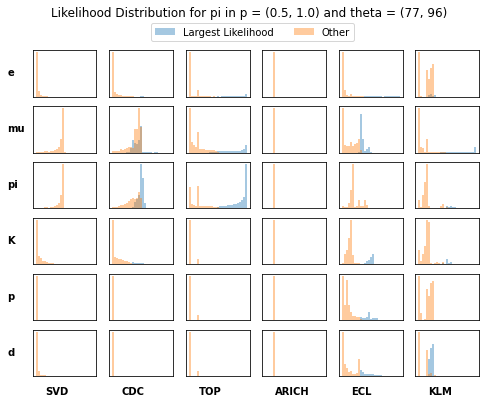 Likelihood Distribution for pi in p = (0.5, 1.0) and theta = (77, 96)
Largest Likelihood Other
e
mu
pi
K
p
d
SVD CDC TOP ARICH ECL KLM